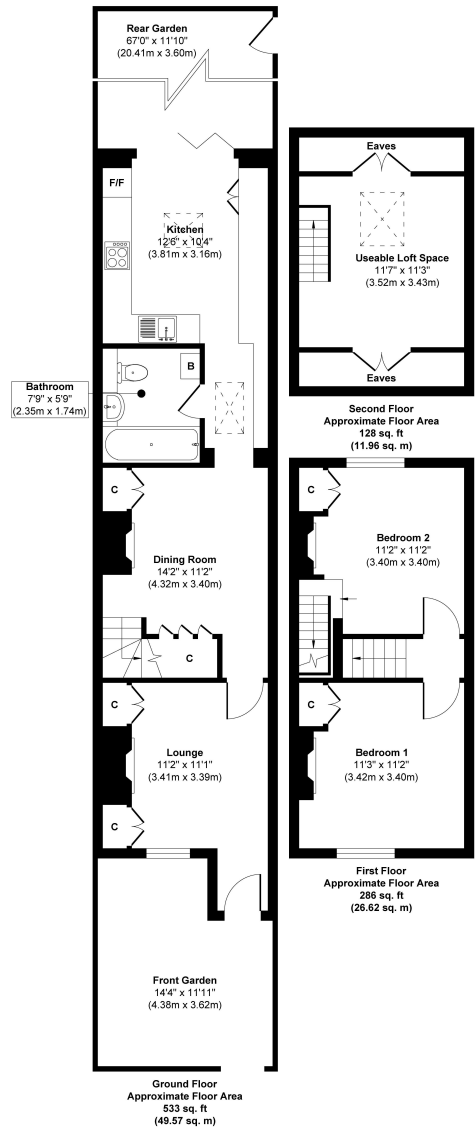 Rear Garden
67'0" x 11'10"
(20.41m x 3.60m)
F/F
Kitchen
12'6" x 10'4"
(3.81m x 3.16m)
B
Bathroom
7'9" x 5'9"
(2.35m x 1.74m)
C
Dining Room
14'2" x 11'2"
(4.32m x 3.40m)
C
C
Lounge
11'2" x 11'1"
(3.41m x 3.39m)
C
Front Garden
14'4" x 11'11"
(4.38m x 3.62m)
Ground Floor
Approximate Floor Area
533 sq. ft
(49.57 sq. m)
Eaves
Useable Loft Space
11'7" x 11'3"
(3.52m x 3.43m)
Eaves
Second Floor
Approximate Floor Area
128 sq. ft
(11.96 sq. m)
C
Bedroom 2
11'2" x 11'2"
(3.40m x 3.40m)
C
Bedroom 1
11'3" x 11'2"
(3.42m x 3.40m)
First Floor
Approximate Floor Area
286 sq. ft
(26.62 sq. m)